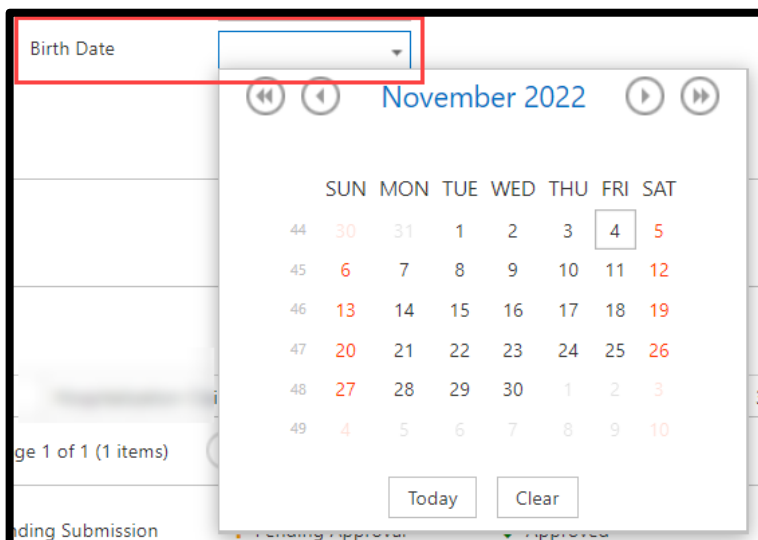 Birth Date
November 2022
SUN MON TUE WED THU FRI SAT
44 30 31 1 2 3 4 5
45 6 7 8 9 10 11 12
46 13 14 15 16 17 18 19
47 20 21 22 23 24 25 26
48 27 28 29 30 1 2 3
49 4 5 6 7 8 9 10
ge 1 of 1 (1 items)
Today Clear
nding Submission Pending Approval Approved